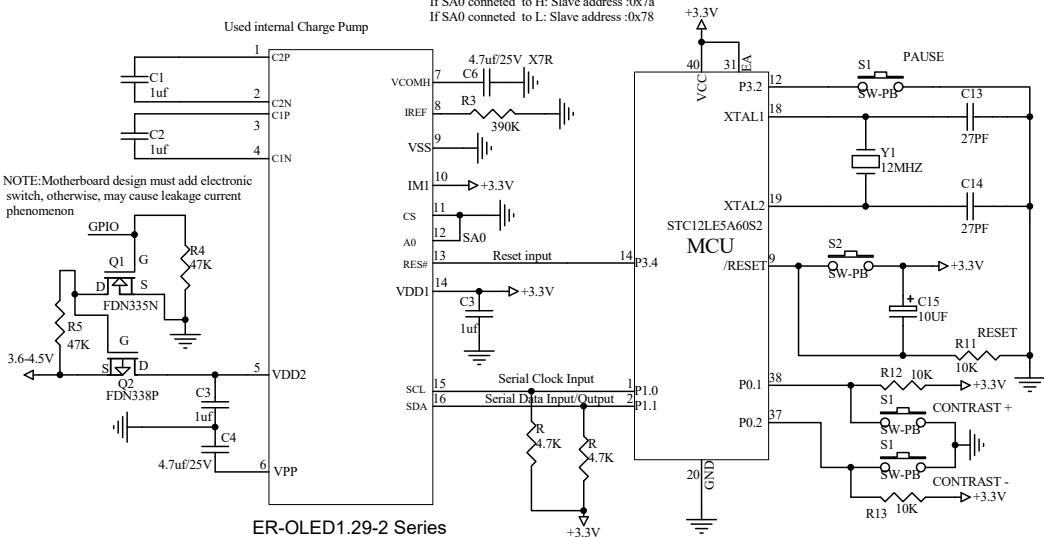 If SA0 conneted to H: Slave address :0x7a
If SA0 conneted to L: Slave address :0x78
Used internal Charge Pump
1
C2P
C1
1uf
2
C2N
C1P
3
C2
1uf
4
C1N
NOTE:Motherboard design must add electronic
switch, otherwise, may cause leakage current
phenomenon
GPIO
Q1
G
D
S
FDN335N
R4
47K
R5
47K
G
3.6-4.5V
S
D
Q2
FDN338P
5
VDD2
C3
1uf
C4
4.7uf/25V
6
VPP
ER-OLED1.29-2 Series
VCOMH
7
4.7uf/25V X7R
C6
IREF
8
R3
390K
VSS
9
IM1
10
+3.3V
CS
11
A0
12
SA0
RES#
13
Reset input
14
P3.4
VDD1
14
+3.3V
C3
1uf
SCL
15
Serial Clock Input
1
P1.0
SDA
16
Serial Data Input/Output
2
P1.1
R
4.7K
R
4.7K
+3.3V
+3.3V
40
VCC
31
EA
P3.2
12
S1
PAUSE
SW-PB
XTAL1
18
C13
27PF
Y1
12MHZ
XTAL2
19
C14
27PF
STC12LE5A60S2
MCU
/RESET
9
S2
SW-PB
+3.3V
C15
+
10UF
RESET
R11
10K
P0.1
38
R12
10K
+3.3V
S1
CONTRAST +
SW-PB
P0.2
37
S1
SW-PB
CONTRAST -
R13
10K
+3.3V
20
GND